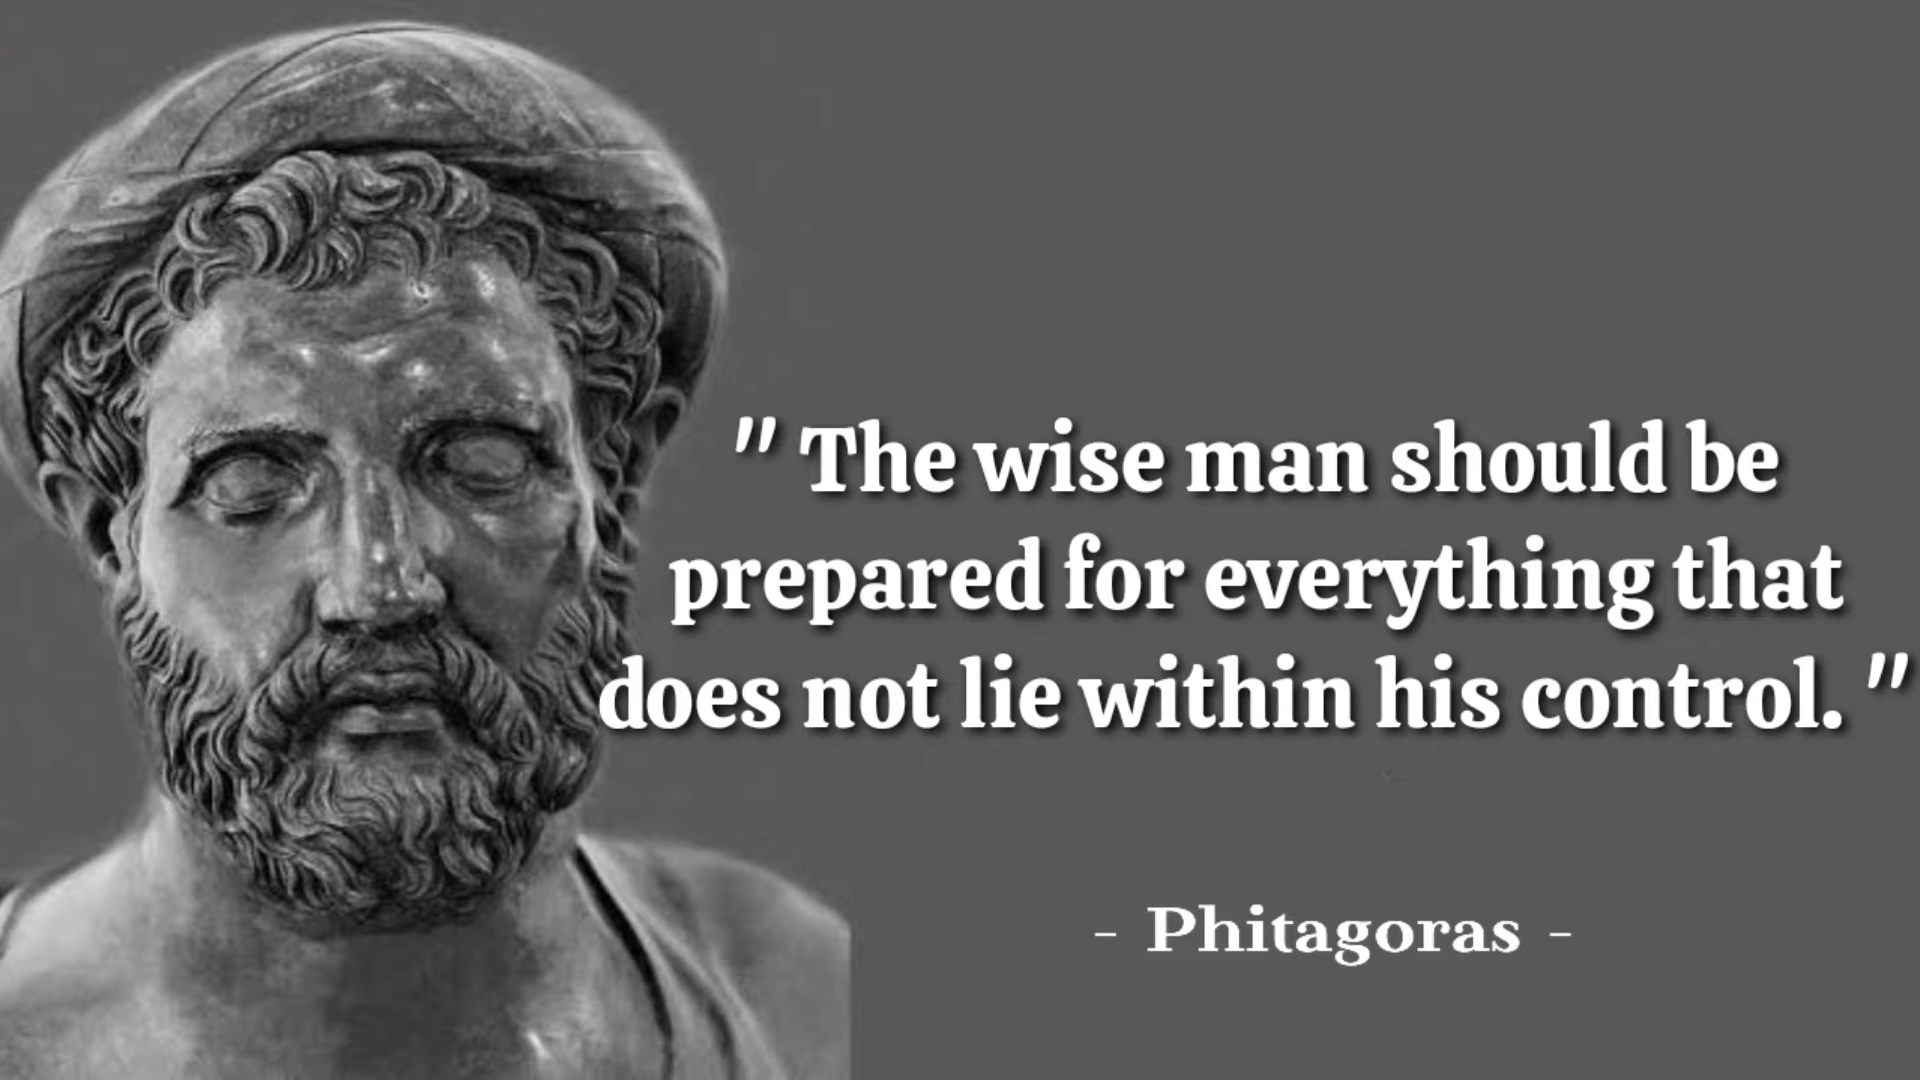 " The wise man should be
prepared for everything that
does not lie within his control. "
- Phitagoras -